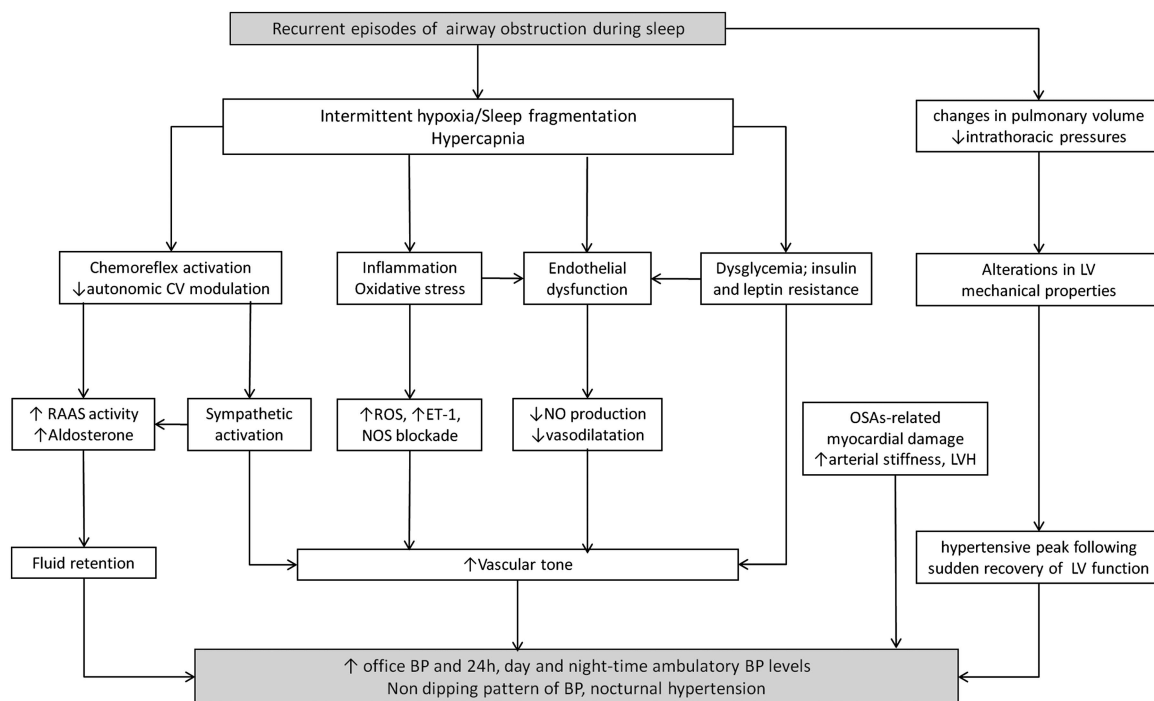 Recurrent episodes of airway obstruction during sleep
Intermittent hypoxia/Sleep fragmentation
Hypercapnia
changes in pulmonary volume
↓intrathoracic pressures
Chemoreflex activation
↓autonomic CV modulation
Inflammation
Oxidative stress
Endothelial
dysfunction
Dysglycemia; insulin
and leptin resistance
Alterations in LV
mechanical properties
↑ RAAS activity
↑Aldosterone
Sympathetic
activation
↑ROS, ↑ET-1,
NOS blockade
↓NO production
↓vasodilatation
OSAs-related
myocardial damage
↑arterial stiffness, LVH
Fluid retention
↑Vascular tone
hypertensive peak following
sudden recovery of LV function
↑ office BP and 24h, day and night-time ambulatory BP levels
Non dipping pattern of BP, nocturnal hypertension